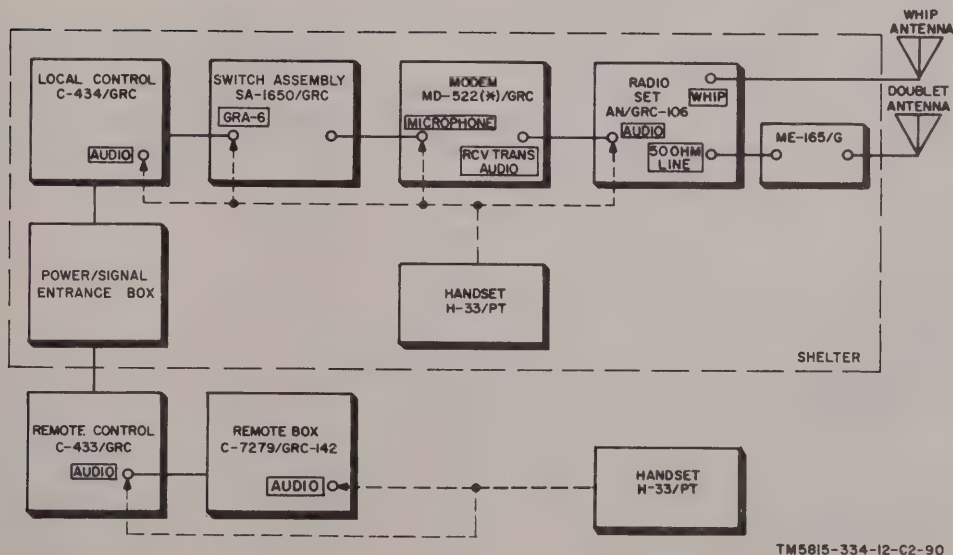 WHIP
ANTENNA
LOCAL CONTROL
C-434/GRC
AUDIO
SWITCH ASSEMBLY
SA-1650/GRC
GRA-6
MODEM
MD-522(*)/GRC
MICROPHONE
RCV TRANS
AUDIO
RADIO
SET
AN/GRC-106
WHIP
AUDIO
50 OHM
LINE
DOUBLET
ANTENNA
ME-165/G
POWER/SIGNAL
ENTRANCE BOX
HANDSET
H-33/PT
SHELTER
REMOTE CONTROL
C-433/GRC
AUDIO
REMOTE BOX
C-7279/GRC-142
AUDIO
HANDSET
H-33/PT
TM5815-334-12-C2-90